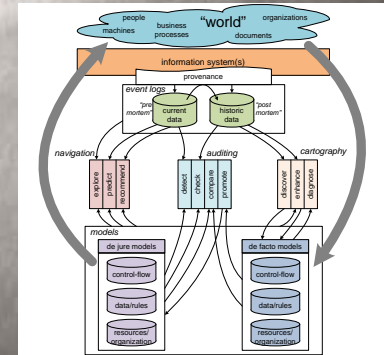 people
organizations
"world"
machines
business
processes
documents
information system(s)
provenance
event logs
"pre
mortem"
current
data
historic
data
"post
mortem"
navigation
auditing
cartography
explore
predict
recommend
detect
check
compare
promote
discover
enhance
diagnose
models
de jure models
de facto models
control-flow
control-flow
data/rules
data/rules
resources/
organization
resources/
organization